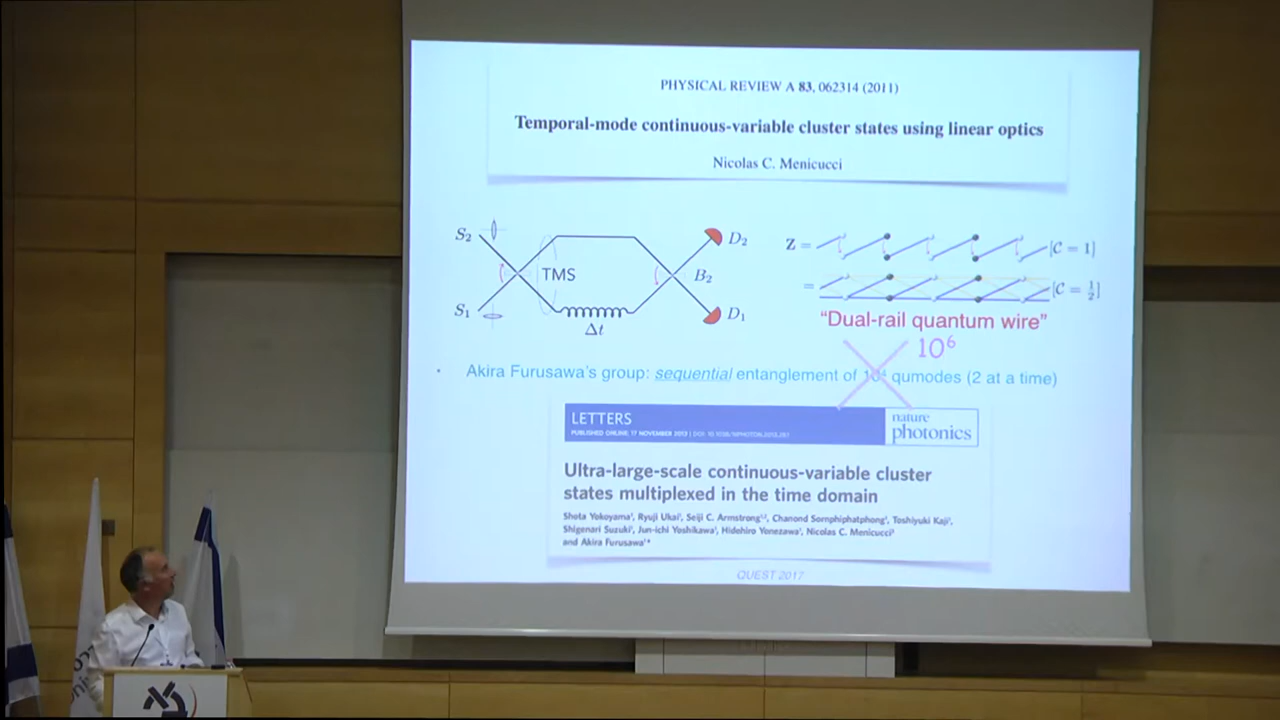 PHYSICAL REVIEW A 83, 062314 (2011)
Temporal-mode continuous-variable cluster states using linear optics
Nicolas C. Menicucci
S₂
TMS
S₁
Δt
D₂
B₂
D₁
Z =
[C = 1]
=
[C = ½]
“Dual-rail quantum wire”
10⁶
· Akira Furusawa's group: sequential entanglement of 10⁴ qumodes (2 at a time)
LETTERS
PUBLISHED ONLINE: 17 NOVEMBER 2013 | DOI: 10.1038/NPHOTON.2013.287
nature
photonics
Ultra-large-scale continuous-variable cluster
states multiplexed in the time domain
Shota Yokoyama¹, Ryuji Ukai¹, Seiji C. Armstrong¹,², Chanond Sornphiphatphong¹, Toshiyuki Kaji¹,
Shigenari Suzuki¹, Jun-ichi Yoshikawa¹, Hidehiro Yonezawa¹, Nicolas C. Menicucci³
and Akira Furusawa¹*
QUEST 2017